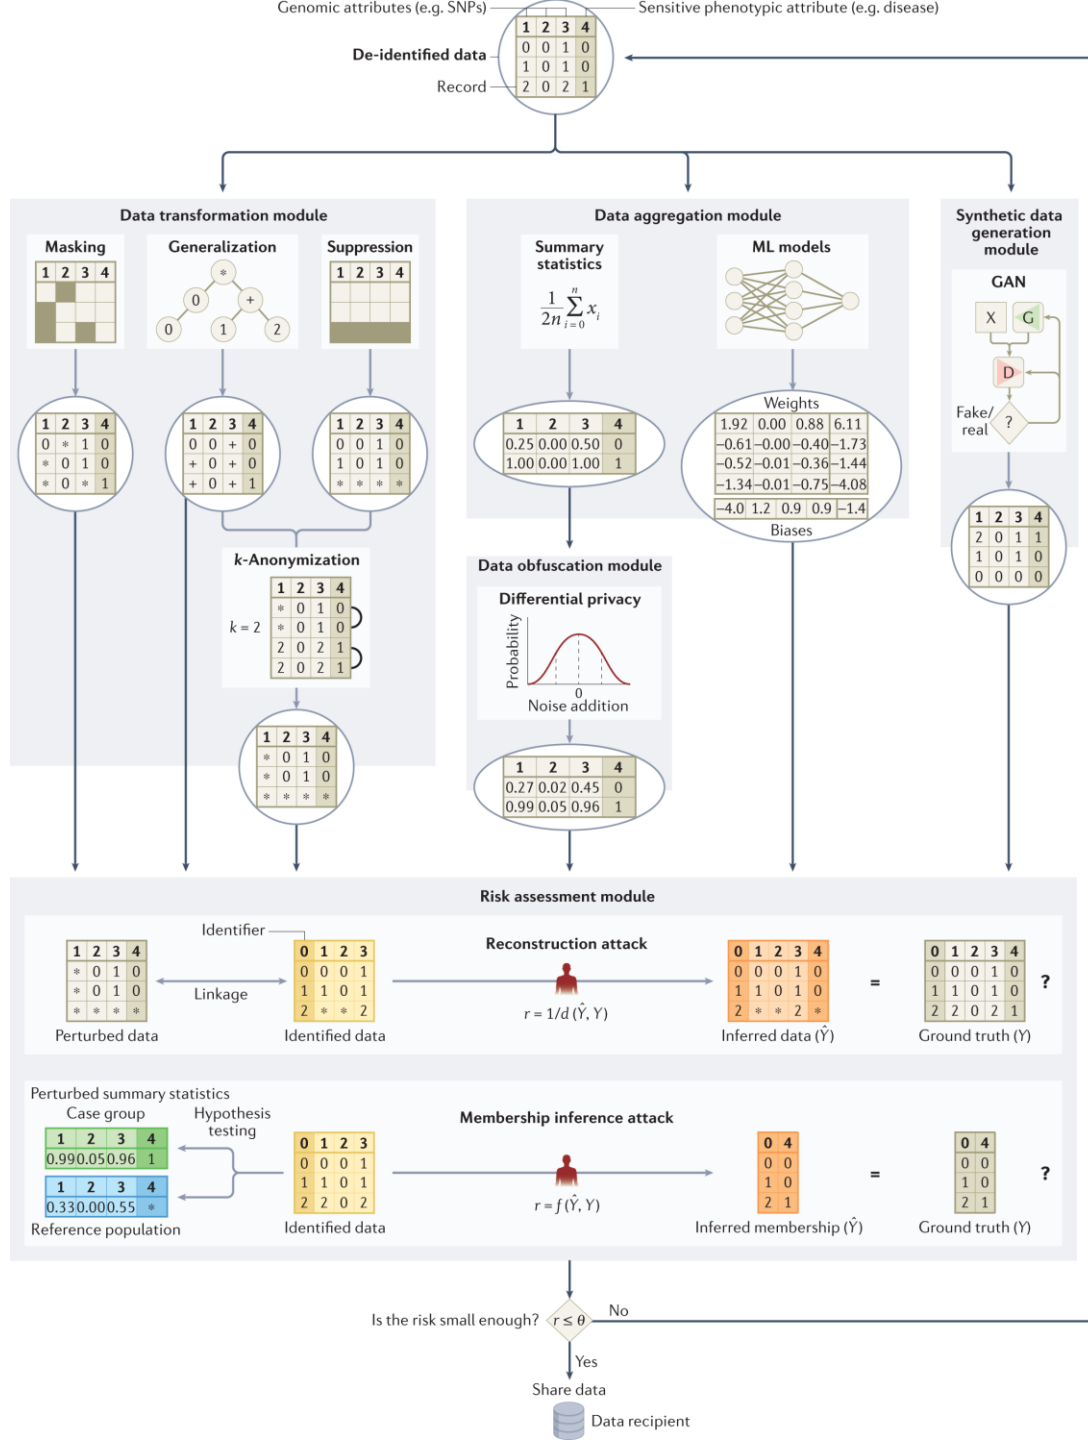 Genomic attributes (e.g. SNPs)
Sensitive phenotypic attribute (e.g. disease)
De-identified data
Record
1 2 3 4
0 0 1 0
1 0 1 0
2 0 2 1
Data transformation module
Masking
1 2 3 4
Generalization
*
0 +
0 1 2
Suppression
1 2 3 4
1 2 3 4
0 * 1 0
* 0 1 0
* 0 * 1
1 2 3 4
0 0 + 0
+ 0 + 0
+ 0 + 1
1 2 3 4
0 0 1 0
1 0 1 0
* * * *
k-Anonymization
k = 2
1 2 3 4
* 0 1 0
* 0 1 0
2 0 2 1
2 0 2 1
1 2 3 4
* 0 1 0
* 0 1 0
* * * *
Data aggregation module
Summary
statistics
1/2n n ∑ i = 0 xi
ML models
1 2 3 4
0.25 0.00 0.50 0
1.00 0.00 1.00 1
Weights
1.92 0.00 0.88 6.11
−0.61 −0.00 −0.40 −1.73
−0.52 −0.01 −0.36 −1.44
−1.34 −0.01 −0.75 −4.08
−4.0 1.2 0.9 0.9 −1.4
Biases
Data obfuscation module
Differential privacy
Probability
0
Noise addition
1 2 3 4
0.27 0.02 0.45 0
0.99 0.05 0.96 1
Synthetic data
generation
module
GAN
X G
D
Fake/
real
?
1 2 3 4
2 0 1 1
1 0 1 0
0 0 0 0
Risk assessment module
Reconstruction attack
1 2 3 4
* 0 1 0
* 0 1 0
* * * *
Perturbed data
Linkage
Identifier
0 1 2 3
0 0 0 1
1 1 0 1
2 * * 2
Identified data
r = 1/d (Ŷ, Y)
0 1 2 3 4
0 0 0 1 0
1 1 0 1 0
2 * * 2 *
Inferred data (Ŷ)
=
0 1 2 3 4
0 0 0 1 0
1 1 0 1 0
2 2 0 2 1
Ground truth (Y)
?
Membership inference attack
Perturbed summary statistics
Case group
1 2 3 4
0.99 0.05 0.96 1
1 2 3 4
0.33 0.00 0.55 *
Reference population
Hypothesis
testing
0 1 2 3
0 0 0 1
1 1 0 1
2 2 0 2
Identified data
r = f (Ŷ, Y)
0 4
0 0
1 0
2 1
Inferred membership (Ŷ)
=
0 4
0 0
1 0
2 1
Ground truth (Y)
?
Is the risk small enough?
r ≤ θ
No
Yes
Share data
Data recipient